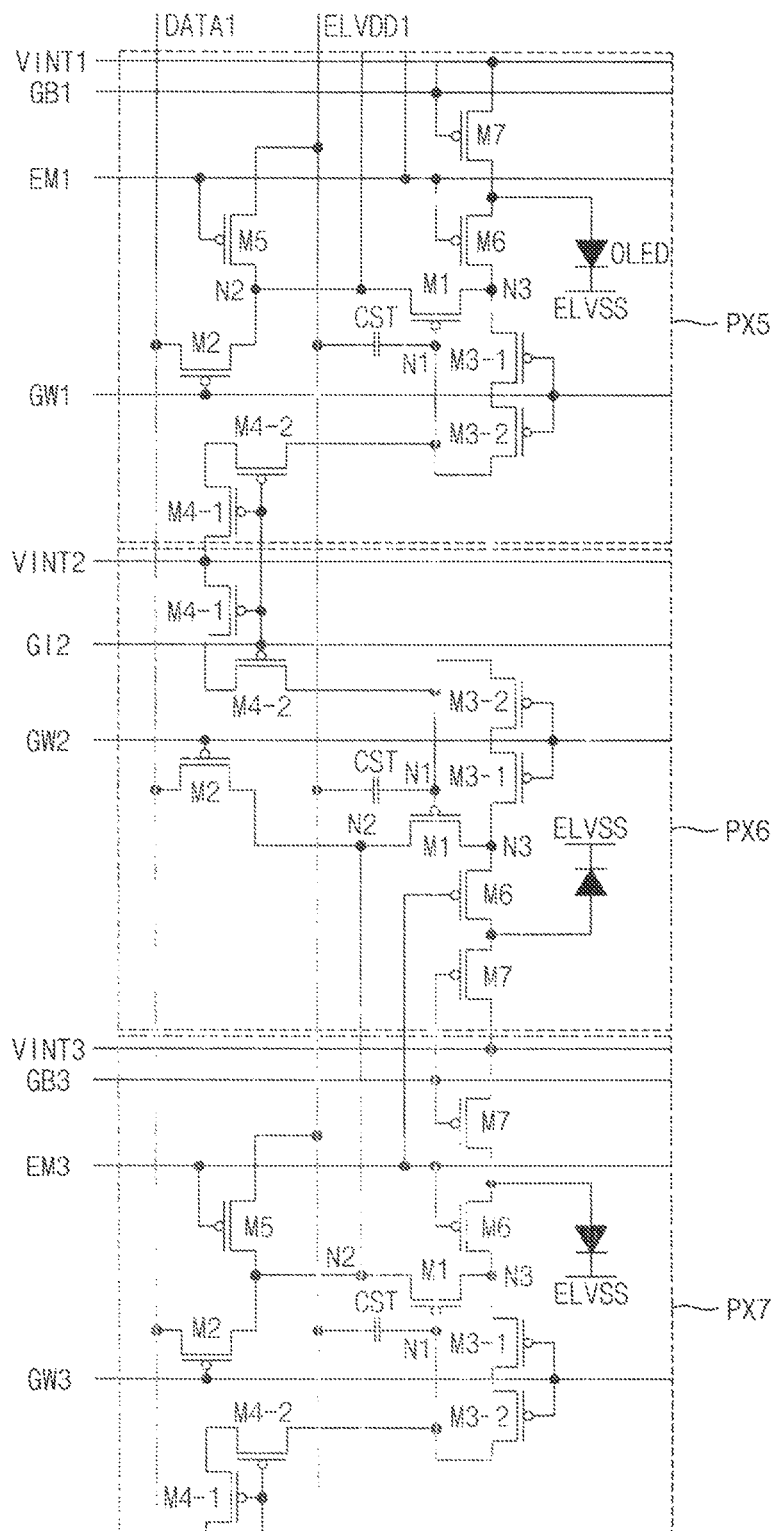 DATA1 ELVDD1
VINT1
GB1
M7
EM1
M5
M6
OLED
N2
M1
N3
ELVSS
CST
PX5
M2
N1
M3-1
GW1
M4-2
M3-2
M4-1
VINT2
M4-1
GI2
M4-2
M3-2
GW2
CST
N1
M3-1
M2
N2
ELVSS
M1
N3
PX6
M6
M7
VINT3
GB3
M7
EM3
M5
M6
N2
M1
N3
ELVSS
CST
PX7
M2
N1
M3-1
GW3
M4-2
M3-2
M4-1